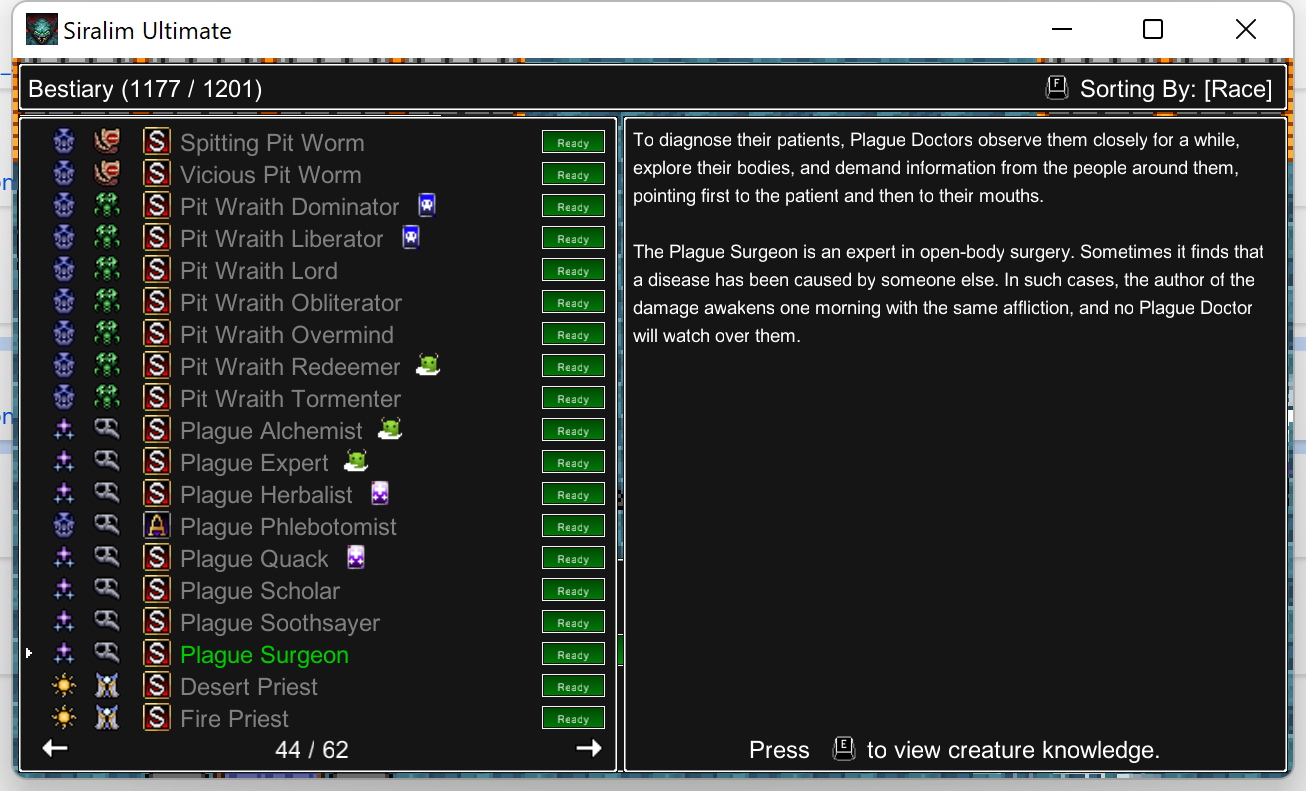 Siralim Ultimate
Bestiary (1177 / 1201)
F Sorting By: [Race]
S Spitting Pit Worm Ready
S Vicious Pit Worm Ready
S Pit Wraith Dominator Ready
S Pit Wraith Liberator Ready
S Pit Wraith Lord Ready
S Pit Wraith Obliterator Ready
S Pit Wraith Overmind Ready
S Pit Wraith Redeemer Ready
S Pit Wraith Tormenter Ready
S Plague Alchemist Ready
S Plague Expert Ready
S Plague Herbalist Ready
A Plague Phlebotomist Ready
S Plague Quack Ready
S Plague Scholar Ready
S Plague Soothsayer Ready
S Plague Surgeon Ready
S Desert Priest Ready
S Fire Priest Ready
44 / 62
To diagnose their patients, Plague Doctors observe them closely for a while,
explore their bodies, and demand information from the people around them,
pointing first to the patient and then to their mouths.
The Plague Surgeon is an expert in open-body surgery. Sometimes it finds that
a disease has been caused by someone else. In such cases, the author of the
damage awakens one morning with the same affliction, and no Plague Doctor
will watch over them.
Press E to view creature knowledge.